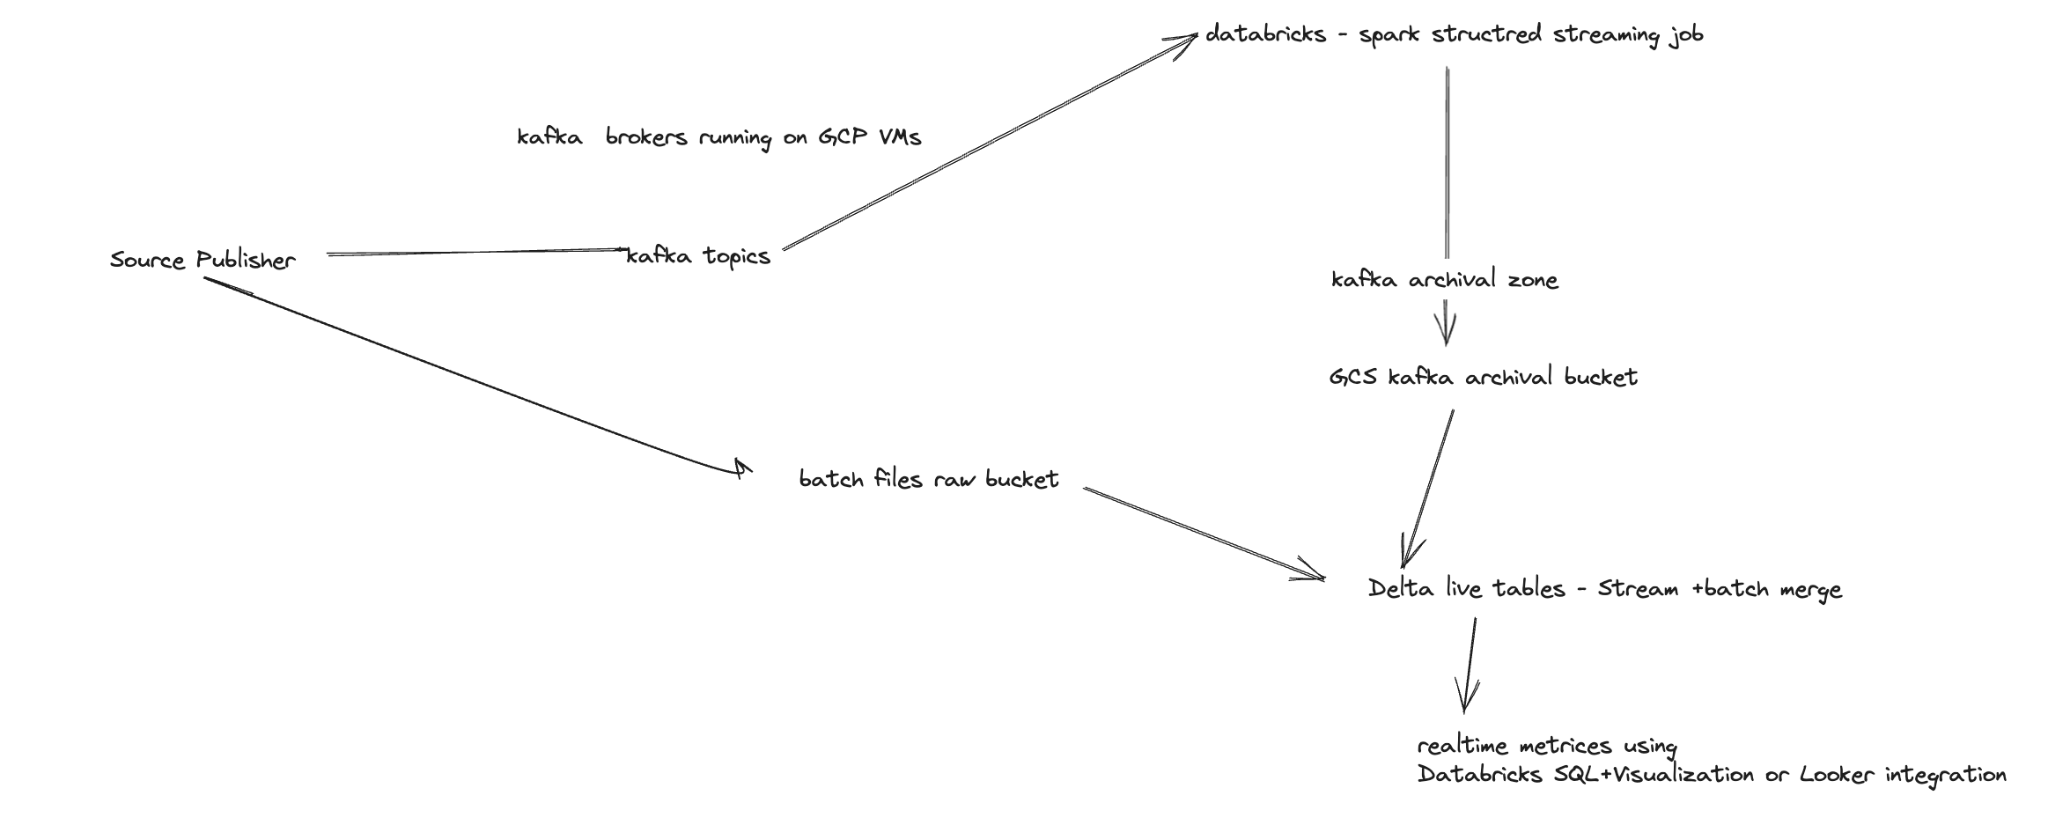 databricks - spark structred streaming job
kafka brokers running on GCP VMs
Source Publisher
kafka topics
kafka archival zone
GCS kafka archival bucket
batch files raw bucket
Delta live tables - Stream +batch merge
realtime metrices using
Databricks SQL+Visualization or Looker integration